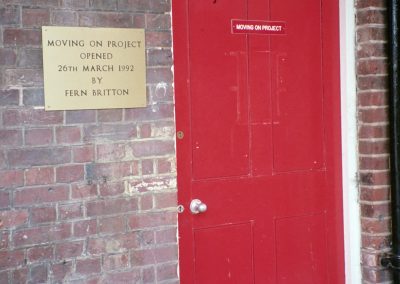 MOVING ON PROJECT
OPENED
26TH MARCH 1992
BY
FERN BRITTON
MOVING ON PROJECT